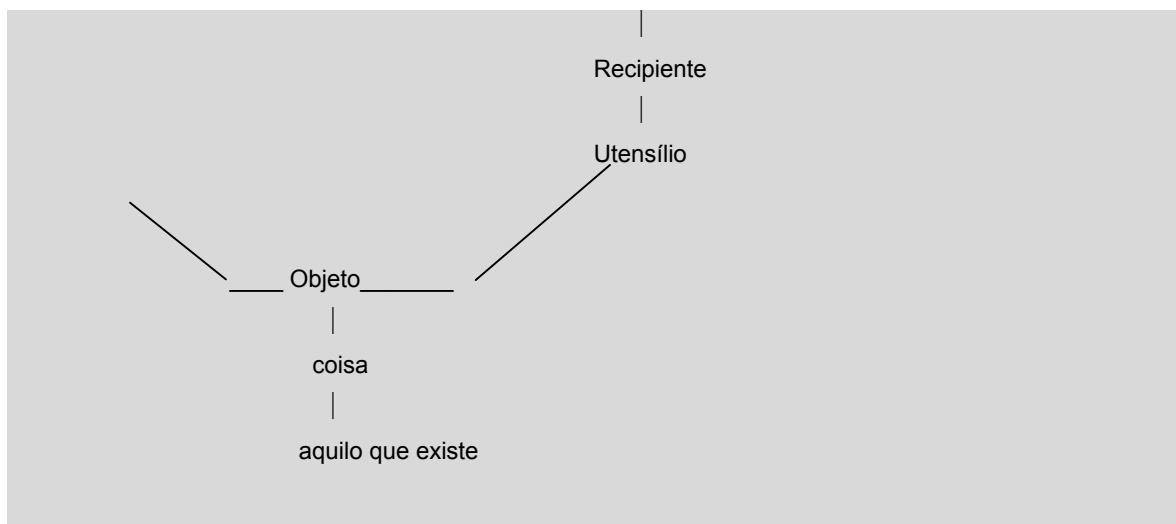 Recipiente
Utensílio
Objeto
coisa
aquilo que existe